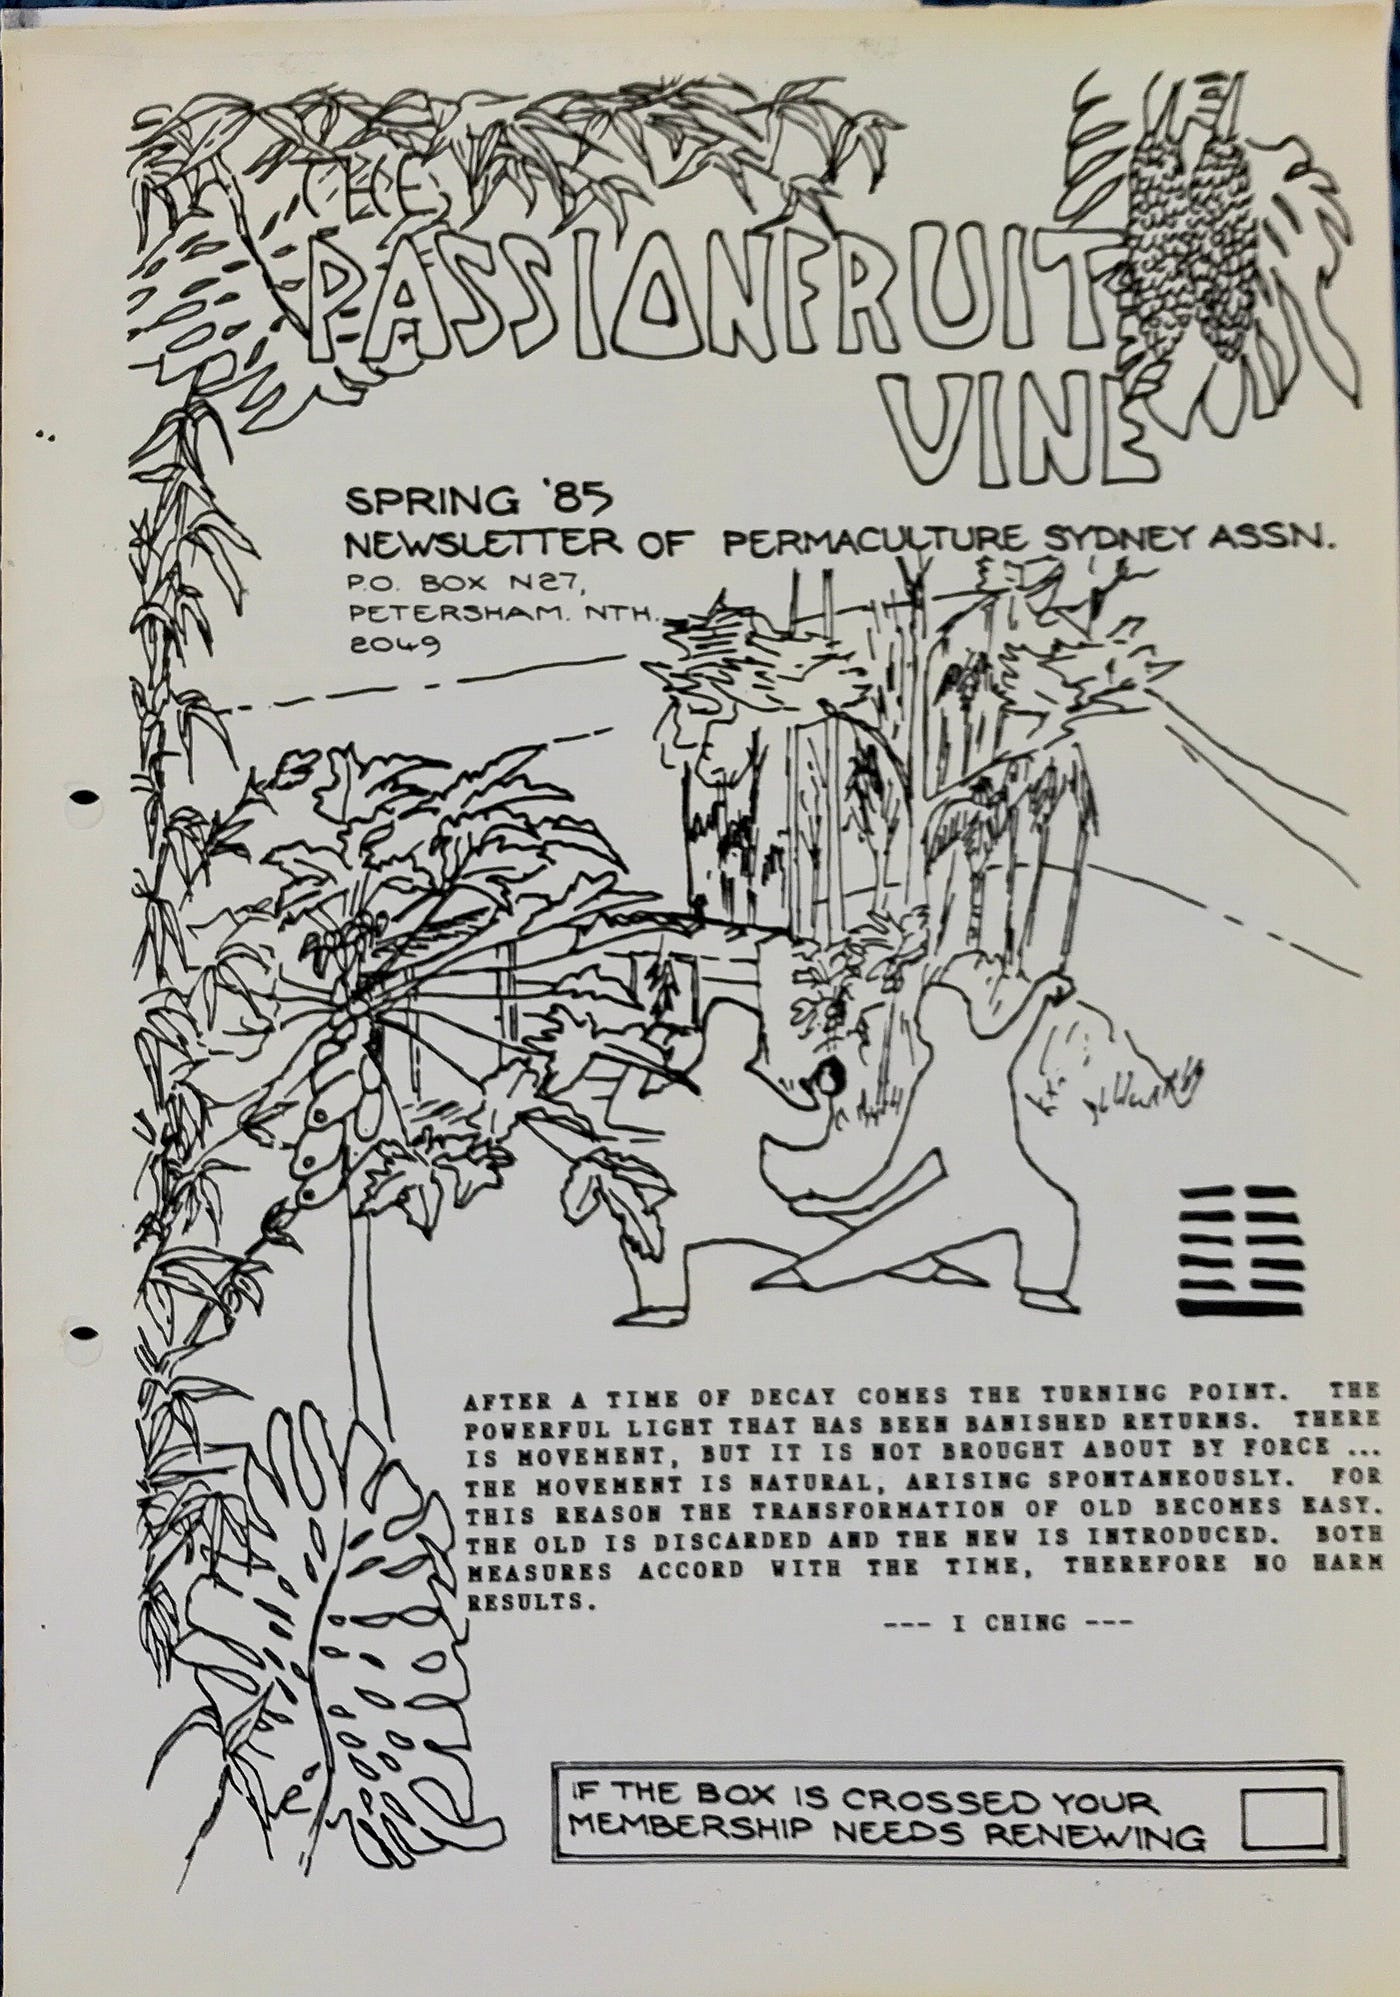 THE
PASSIONFRUIT
VINE
SPRING '85
NEWSLETTER OF PERMACULTURE SYDNEY ASSN.
P.O. BOX N27,
PETERSHAM. NTH.
2049
AFTER A TIME OF DECAY COMES THE TURNING POINT. THE
POWERFUL LIGHT THAT HAS BEEN BANISHED RETURNS. THERE
IS MOVEMENT, BUT IT IS NOT BROUGHT ABOUT BY FORCE ...
THE MOVEMENT IS NATURAL, ARISING SPONTANEOUSLY. FOR
THIS REASON THE TRANSFORMATION OF OLD BECOMES EASY.
THE OLD IS DISCARDED AND THE NEW IS INTRODUCED. BOTH
MEASURES ACCORD WITH THE TIME, THEREFORE NO HARM
RESULTS.
--- I CHING ---
IF THE BOX IS CROSSED YOUR
MEMBERSHIP NEEDS RENEWING